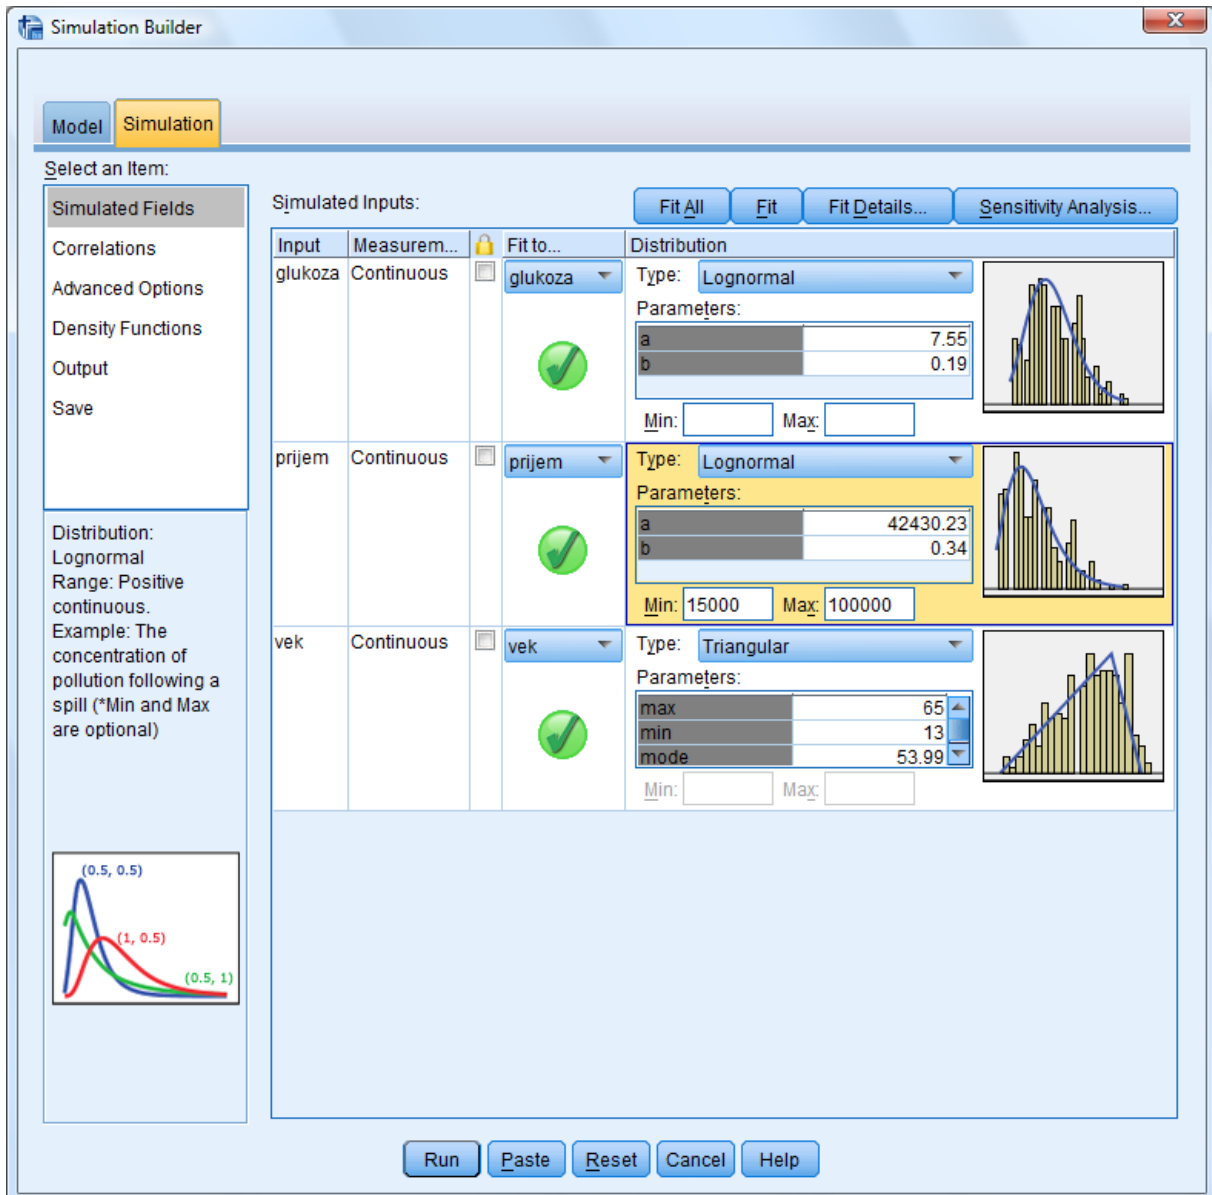 Simulation Builder
Model
Simulation
Select an Item:
Simulated Fields
Correlations
Advanced Options
Density Functions
Output
Save
Distribution:
Lognormal
Range: Positive
continuous.
Example: The
concentration of
pollution following a
spill (*Min and Max
are optional)
(0.5, 0.5)
(1, 0.5)
(0.5, 1)
Simulated Inputs:
Fit All
Fit
Fit Details...
Sensitivity Analysis...
Input Measurem... Fit to... Distribution
glukoza Continuous glukoza Type: Lognormal
Parameters:
a 7.55
b 0.19
Min: Max:
prijem Continuous prijem Type: Lognormal
Parameters:
a 42430.23
b 0.34
Min: 15000 Max: 100000
vek Continuous vek Type: Triangular
Parameters:
max 65
min 13
mode 53.99
Min: Max:
Run Paste Reset Cancel Help